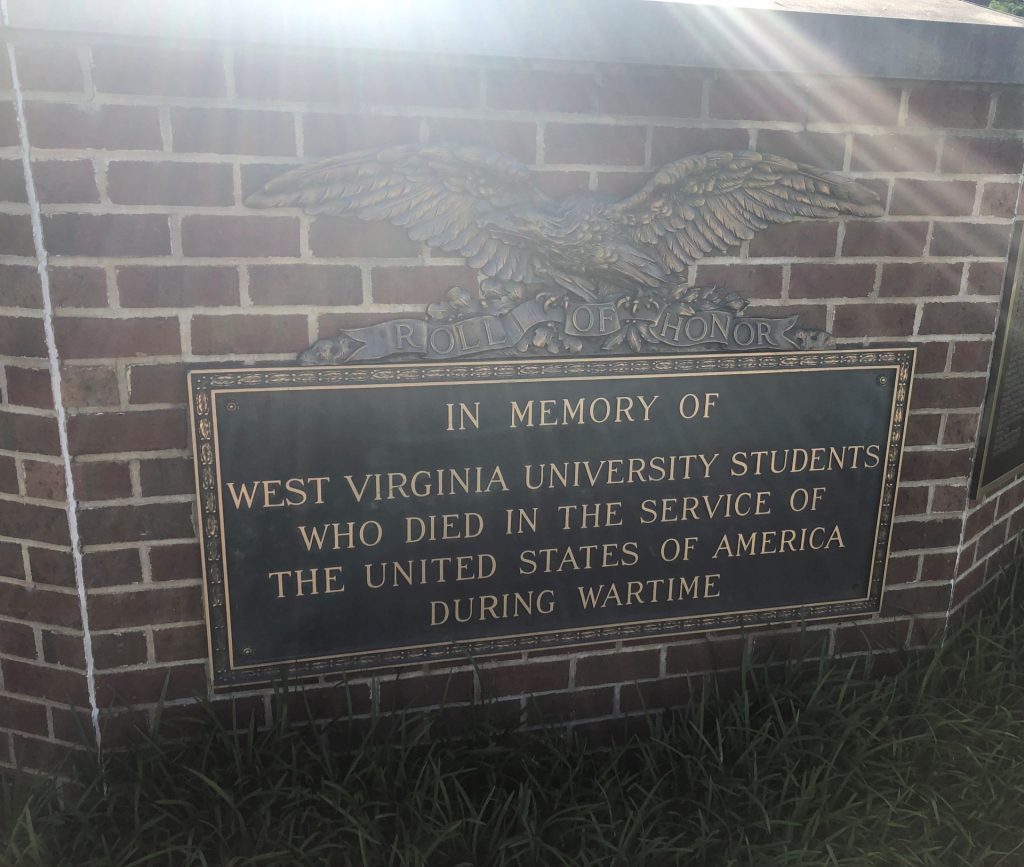 ROLL OF HONOR
IN MEMORY OF
WEST VIRGINIA UNIVERSITY STUDENTS
WHO DIED IN THE SERVICE OF
THE UNITED STATES OF AMERICA
DURING WARTIME